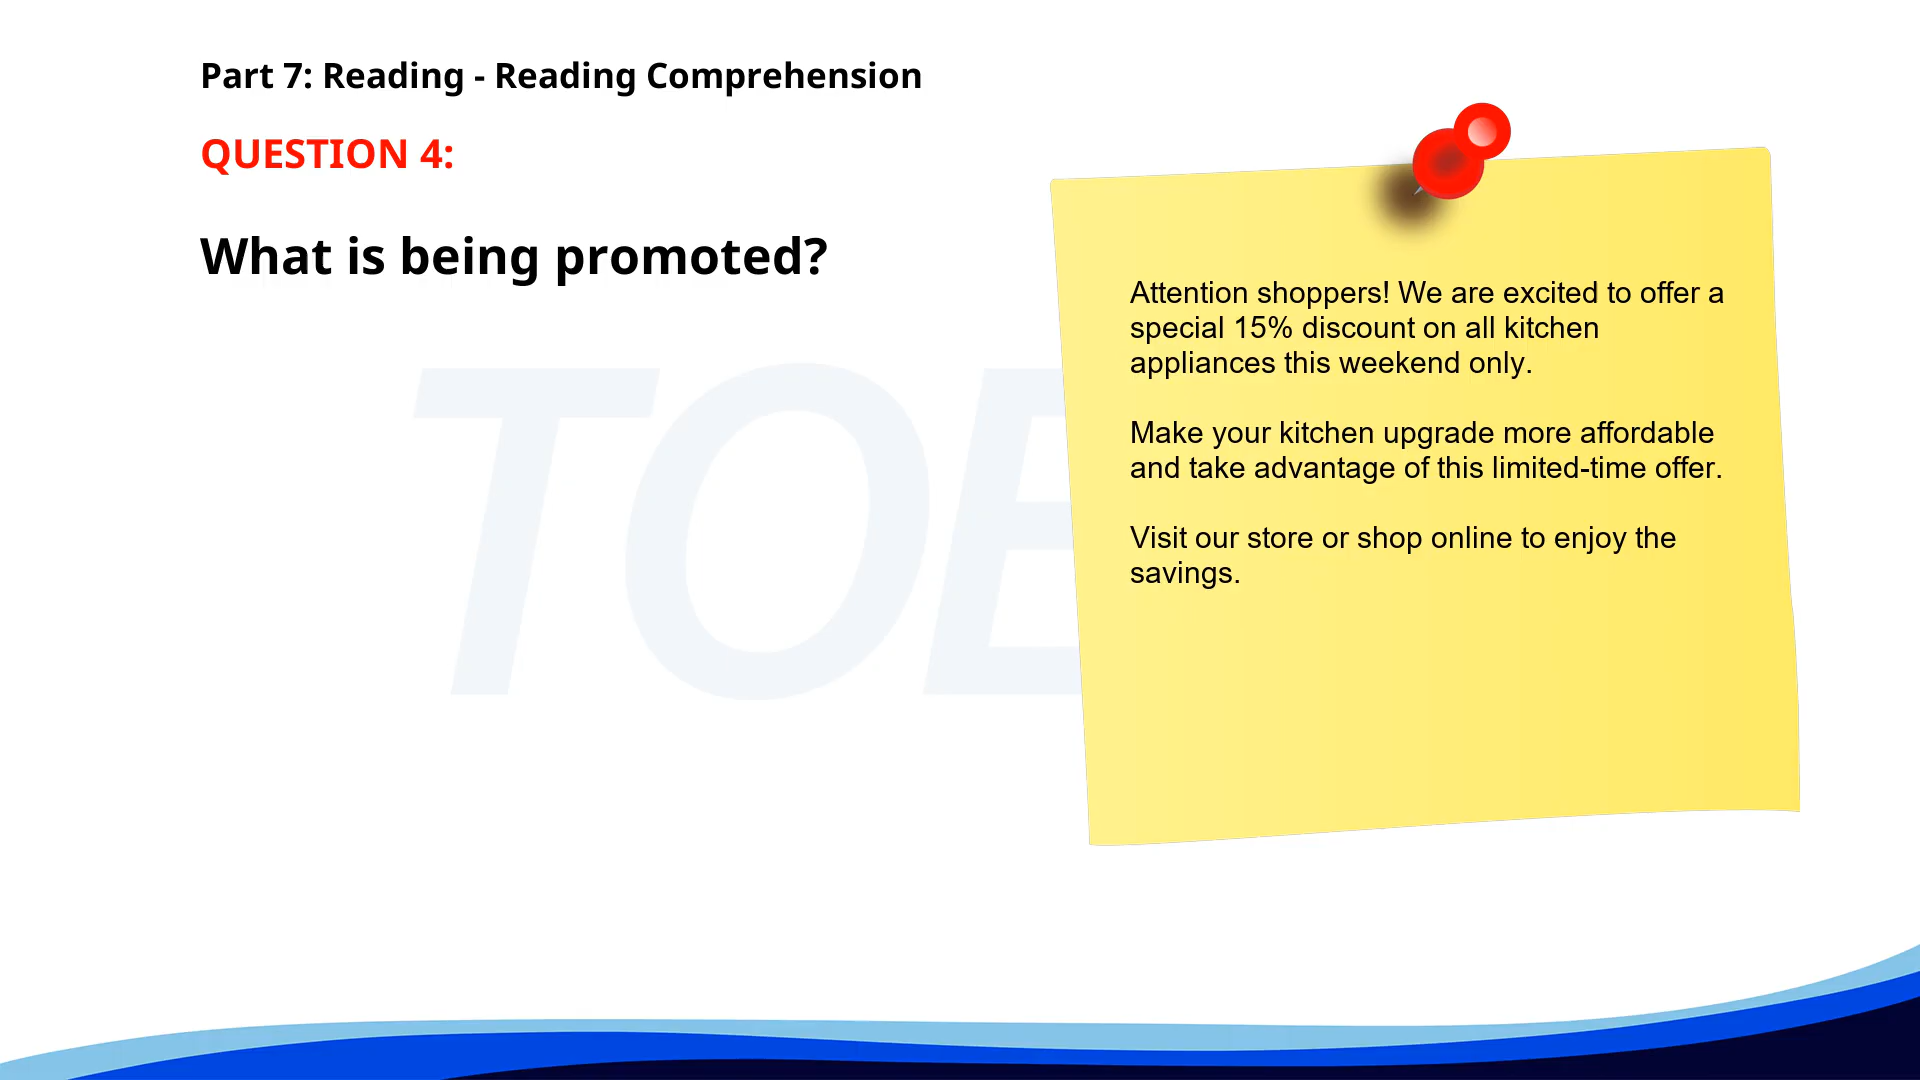 Part 7: Reading - Reading Comprehension
QUESTION 4:
What is being promoted?
Attention shoppers! We are excited to offer a
special 15% discount on all kitchen
appliances this weekend only.
Make your kitchen upgrade more affordable
and take advantage of this limited-time offer.
Visit our store or shop online to enjoy the
savings.
TOE